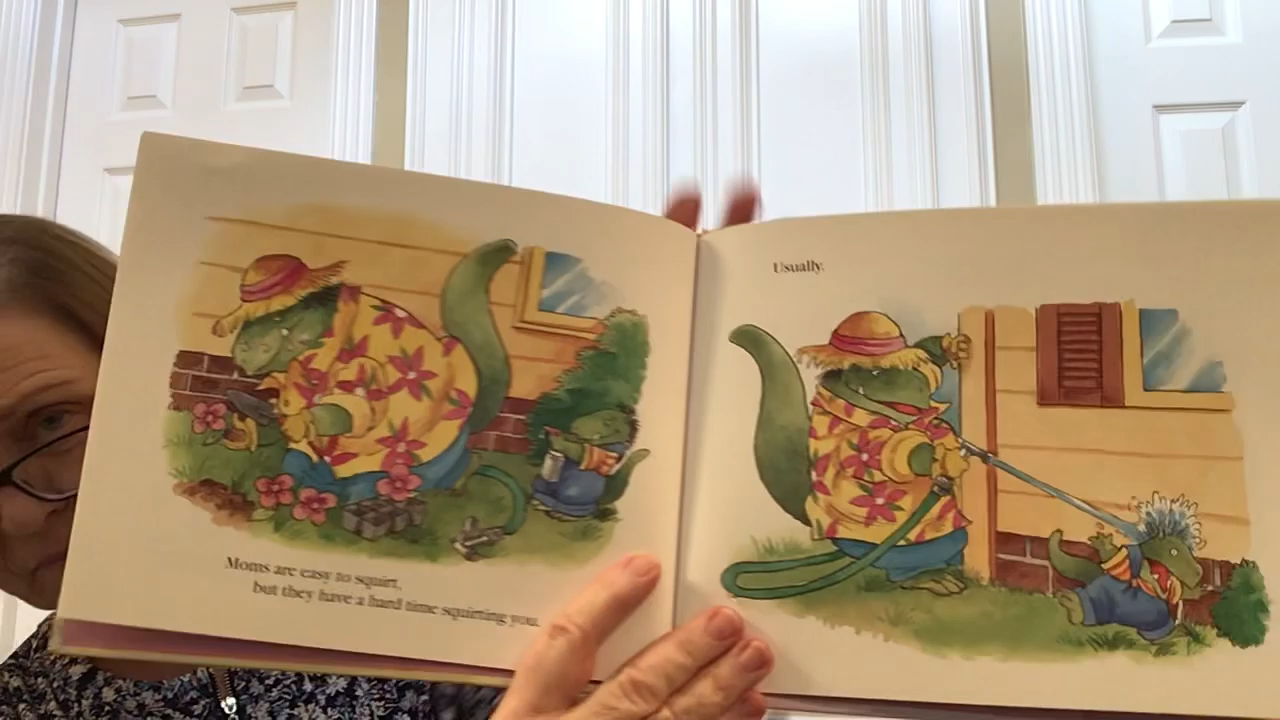 Moms are easy to squirt,
but they have a hard time squirting you.
Usually.